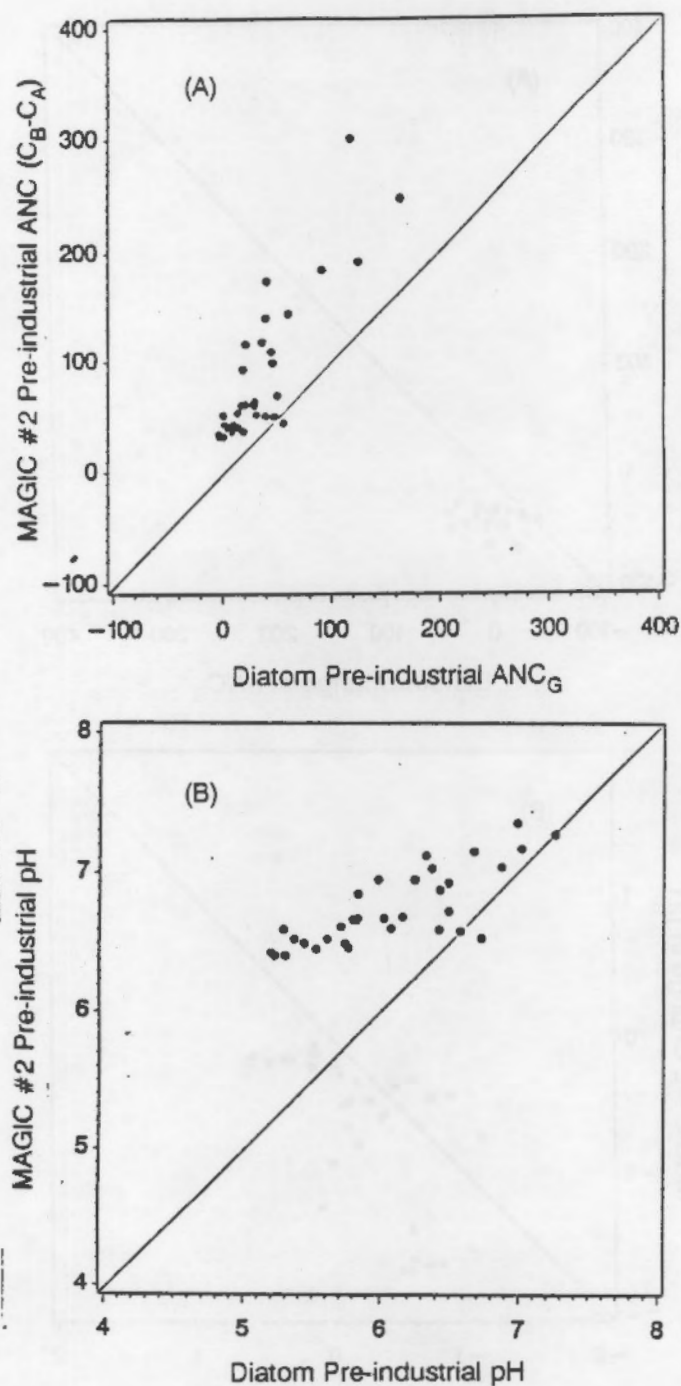 MAGIC #2 Pre-industrial ANC (C_B-C_A)
400
300
200
100
0
−100
(A)
−100 0 100 200 300 400
Diatom Pre-industrial ANC_G
MAGIC #2 Pre-industrial pH
8
7
6
5
4
(B)
4 5 6 7 8
Diatom Pre-industrial pH